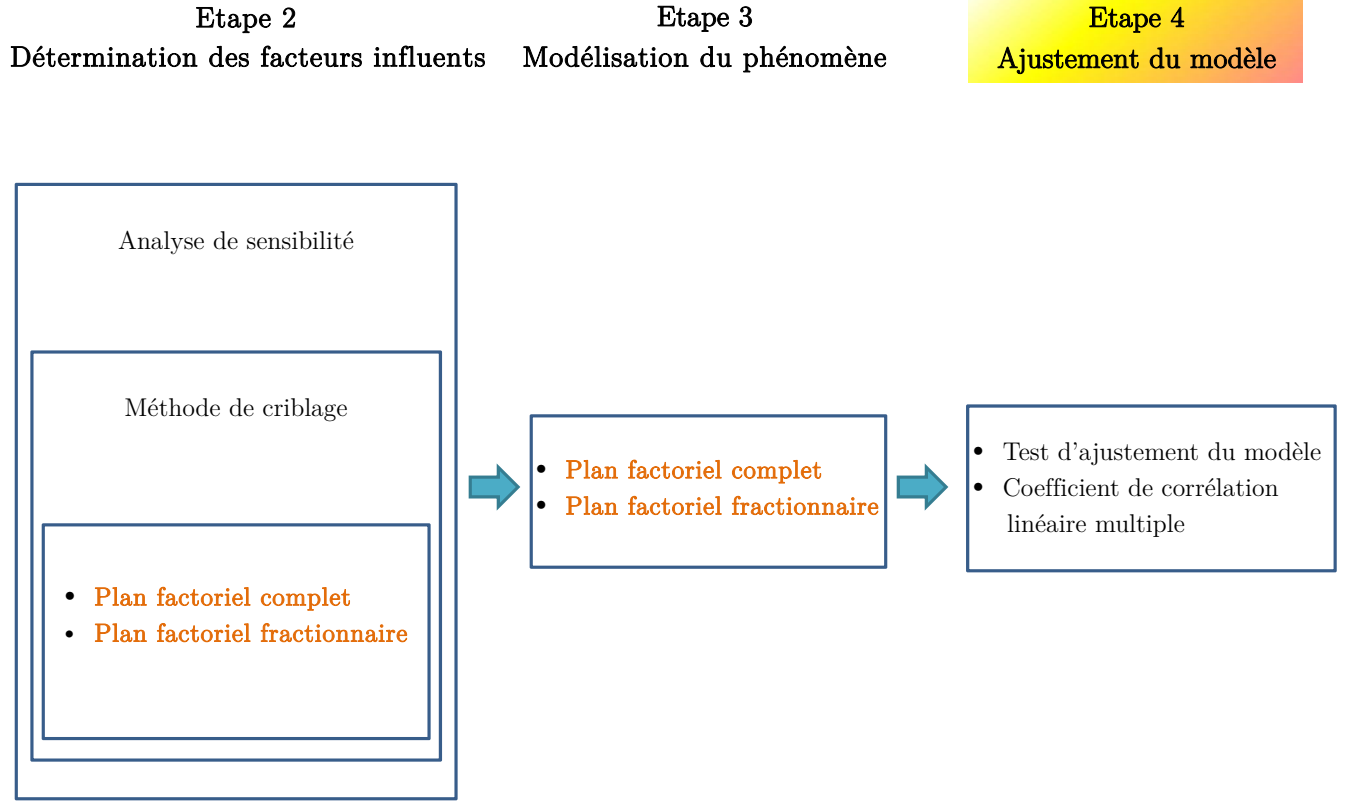 Etape 2
Détermination des facteurs influents
Etape 3
Modélisation du phénomène
Etape 4
Ajustement du modèle
Analyse de sensibilité
Méthode de criblage
• Plan factoriel complet
• Plan factoriel fractionnaire
• Plan factoriel complet
• Plan factoriel fractionnaire
• Test d'ajustement du modèle
• Coefficient de corrélation
linéaire multiple